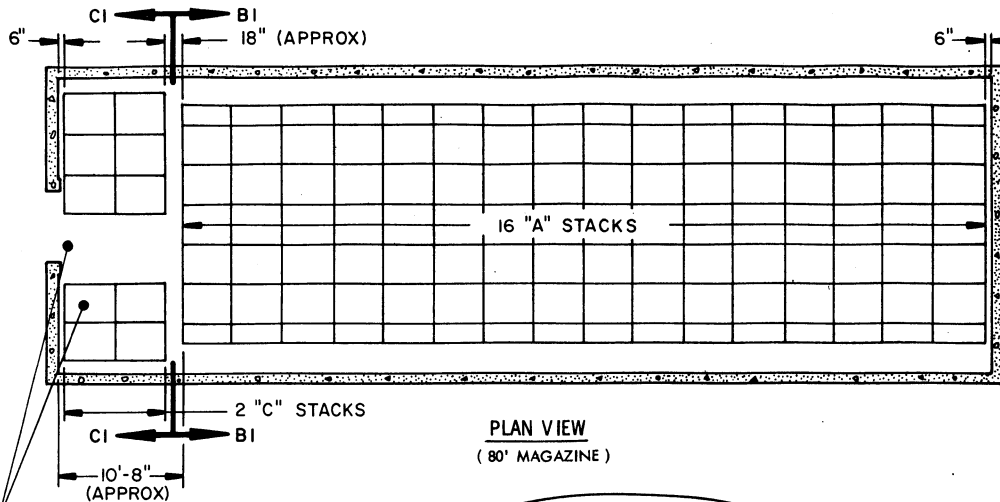 C1 B1
6" 18" (APPROX) 6"
16 "A" STACKS
2 "C" STACKS
C1 B1
PLAN VIEW
( 80' MAGAZINE )
10'-8"
(APPROX)